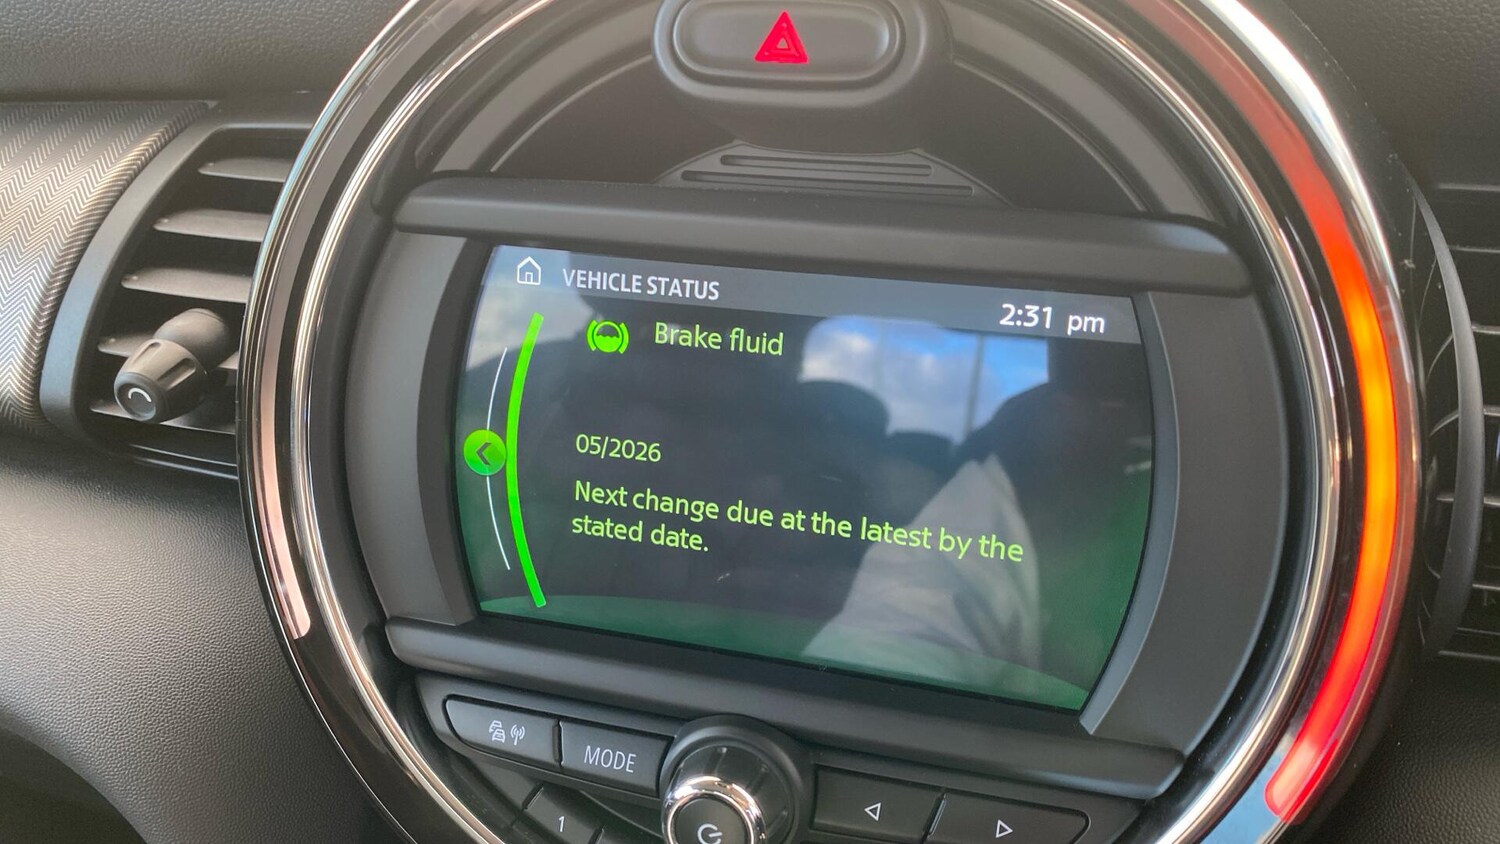 VEHICLE STATUS
2:31 pm
Brake fluid
05/2026
Next change due at the latest by the
stated date.
MODE
1